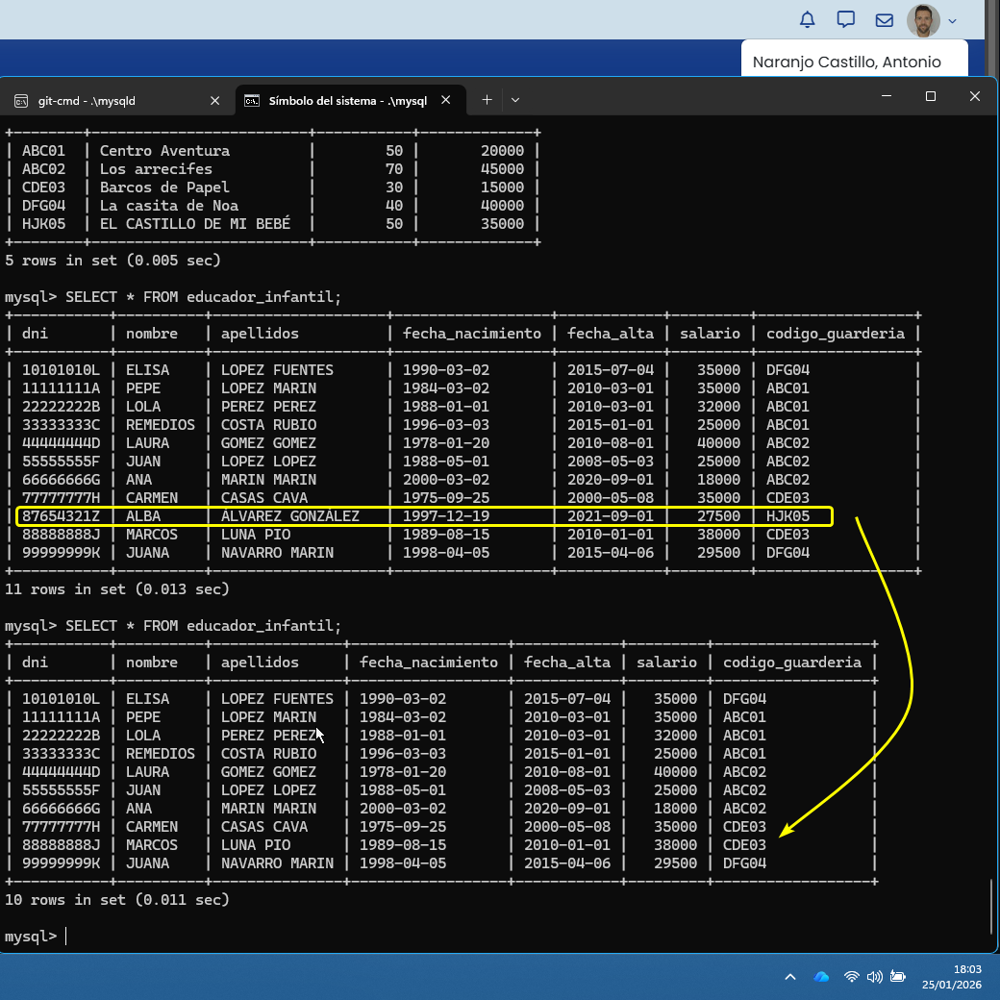 Naranjo Castillo, Antonio
git-cmd - .\mysqld
Símbolo del sistema - .\mysql
+--------+--------------------------+-----------+-------------+
| ABC01  | Centro Aventura          |        50 |       20000 |
| ABC02  | Los arrecifes            |        70 |       45000 |
| CDE03  | Barcos de Papel          |        30 |       15000 |
| DFG04  | La casita de Noa         |        40 |       40000 |
| HJK05  | EL CASTILLO DE MI BEBÉ   |        50 |       35000 |
+--------+--------------------------+-----------+-------------+
5 rows in set (0.005 sec)
mysql> SELECT * FROM educador_infantil;
+-----------+----------+--------------------+------------------+------------+---------+------------------+
| dni       | nombre   | apellidos          | fecha_nacimiento | fecha_alta | salario | codigo_guarderia |
+-----------+----------+--------------------+------------------+------------+---------+------------------+
| 10101010L | ELISA    | LOPEZ FUENTES      | 1990-03-02       | 2015-07-04 |   35000 | DFG04            |
| 11111111A | PEPE     | LOPEZ MARIN        | 1984-03-02       | 2010-03-01 |   35000 | ABC01            |
| 22222222B | LOLA     | PEREZ PEREZ        | 1988-01-01       | 2010-03-01 |   32000 | ABC01            |
| 33333333C | REMEDIOS | COSTA RUBIO        | 1996-03-03       | 2015-01-01 |   25000 | ABC01            |
| 44444444D | LAURA    | GOMEZ GOMEZ        | 1978-01-20       | 2010-08-01 |   40000 | ABC02            |
| 55555555F | JUAN     | LOPEZ LOPEZ        | 1988-05-01       | 2008-05-03 |   25000 | ABC02            |
| 66666666G | ANA      | MARIN MARIN        | 2000-03-02       | 2020-09-01 |   18000 | ABC02            |
| 77777777H | CARMEN   | CASAS CAVA         | 1975-09-25       | 2000-05-08 |   35000 | CDE03            |
| 87654321Z | ALBA     | ÁLVAREZ GONZÁLEZ   | 1997-12-19       | 2021-09-01 |   27500 | HJK05            |
| 88888888J | MARCOS   | LUNA PIO           | 1989-08-15       | 2010-01-01 |   38000 | CDE03            |
| 99999999K | JUANA    | NAVARRO MARIN      | 1998-04-05       | 2015-04-06 |   29500 | DFG04            |
+-----------+----------+--------------------+------------------+------------+---------+------------------+
11 rows in set (0.013 sec)
mysql> SELECT * FROM educador_infantil;
+-----------+----------+---------------+------------------+------------+---------+------------------+
| dni       | nombre   | apellidos     | fecha_nacimiento | fecha_alta | salario | codigo_guarderia |
+-----------+----------+---------------+------------------+------------+---------+------------------+
| 10101010L | ELISA    | LOPEZ FUENTES | 1990-03-02       | 2015-07-04 |   35000 | DFG04            |
| 11111111A | PEPE     | LOPEZ MARIN   | 1984-03-02       | 2010-03-01 |   35000 | ABC01            |
| 22222222B | LOLA     | PEREZ PEREZ   | 1988-01-01       | 2010-03-01 |   32000 | ABC01            |
| 33333333C | REMEDIOS | COSTA RUBIO   | 1996-03-03       | 2015-01-01 |   25000 | ABC01            |
| 44444444D | LAURA    | GOMEZ GOMEZ   | 1978-01-20       | 2010-08-01 |   40000 | ABC02            |
| 55555555F | JUAN     | LOPEZ LOPEZ   | 1988-05-01       | 2008-05-03 |   25000 | ABC02            |
| 66666666G | ANA      | MARIN MARIN   | 2000-03-02       | 2020-09-01 |   18000 | ABC02            |
| 77777777H | CARMEN   | CASAS CAVA    | 1975-09-25       | 2000-05-08 |   35000 | CDE03            |
| 88888888J | MARCOS   | LUNA PIO      | 1989-08-15       | 2010-01-01 |   38000 | CDE03            |
| 99999999K | JUANA    | NAVARRO MARIN | 1998-04-05       | 2015-04-06 |   29500 | DFG04            |
+-----------+----------+---------------+------------------+------------+---------+------------------+
10 rows in set (0.011 sec)
mysql>
18:03
25/01/2026